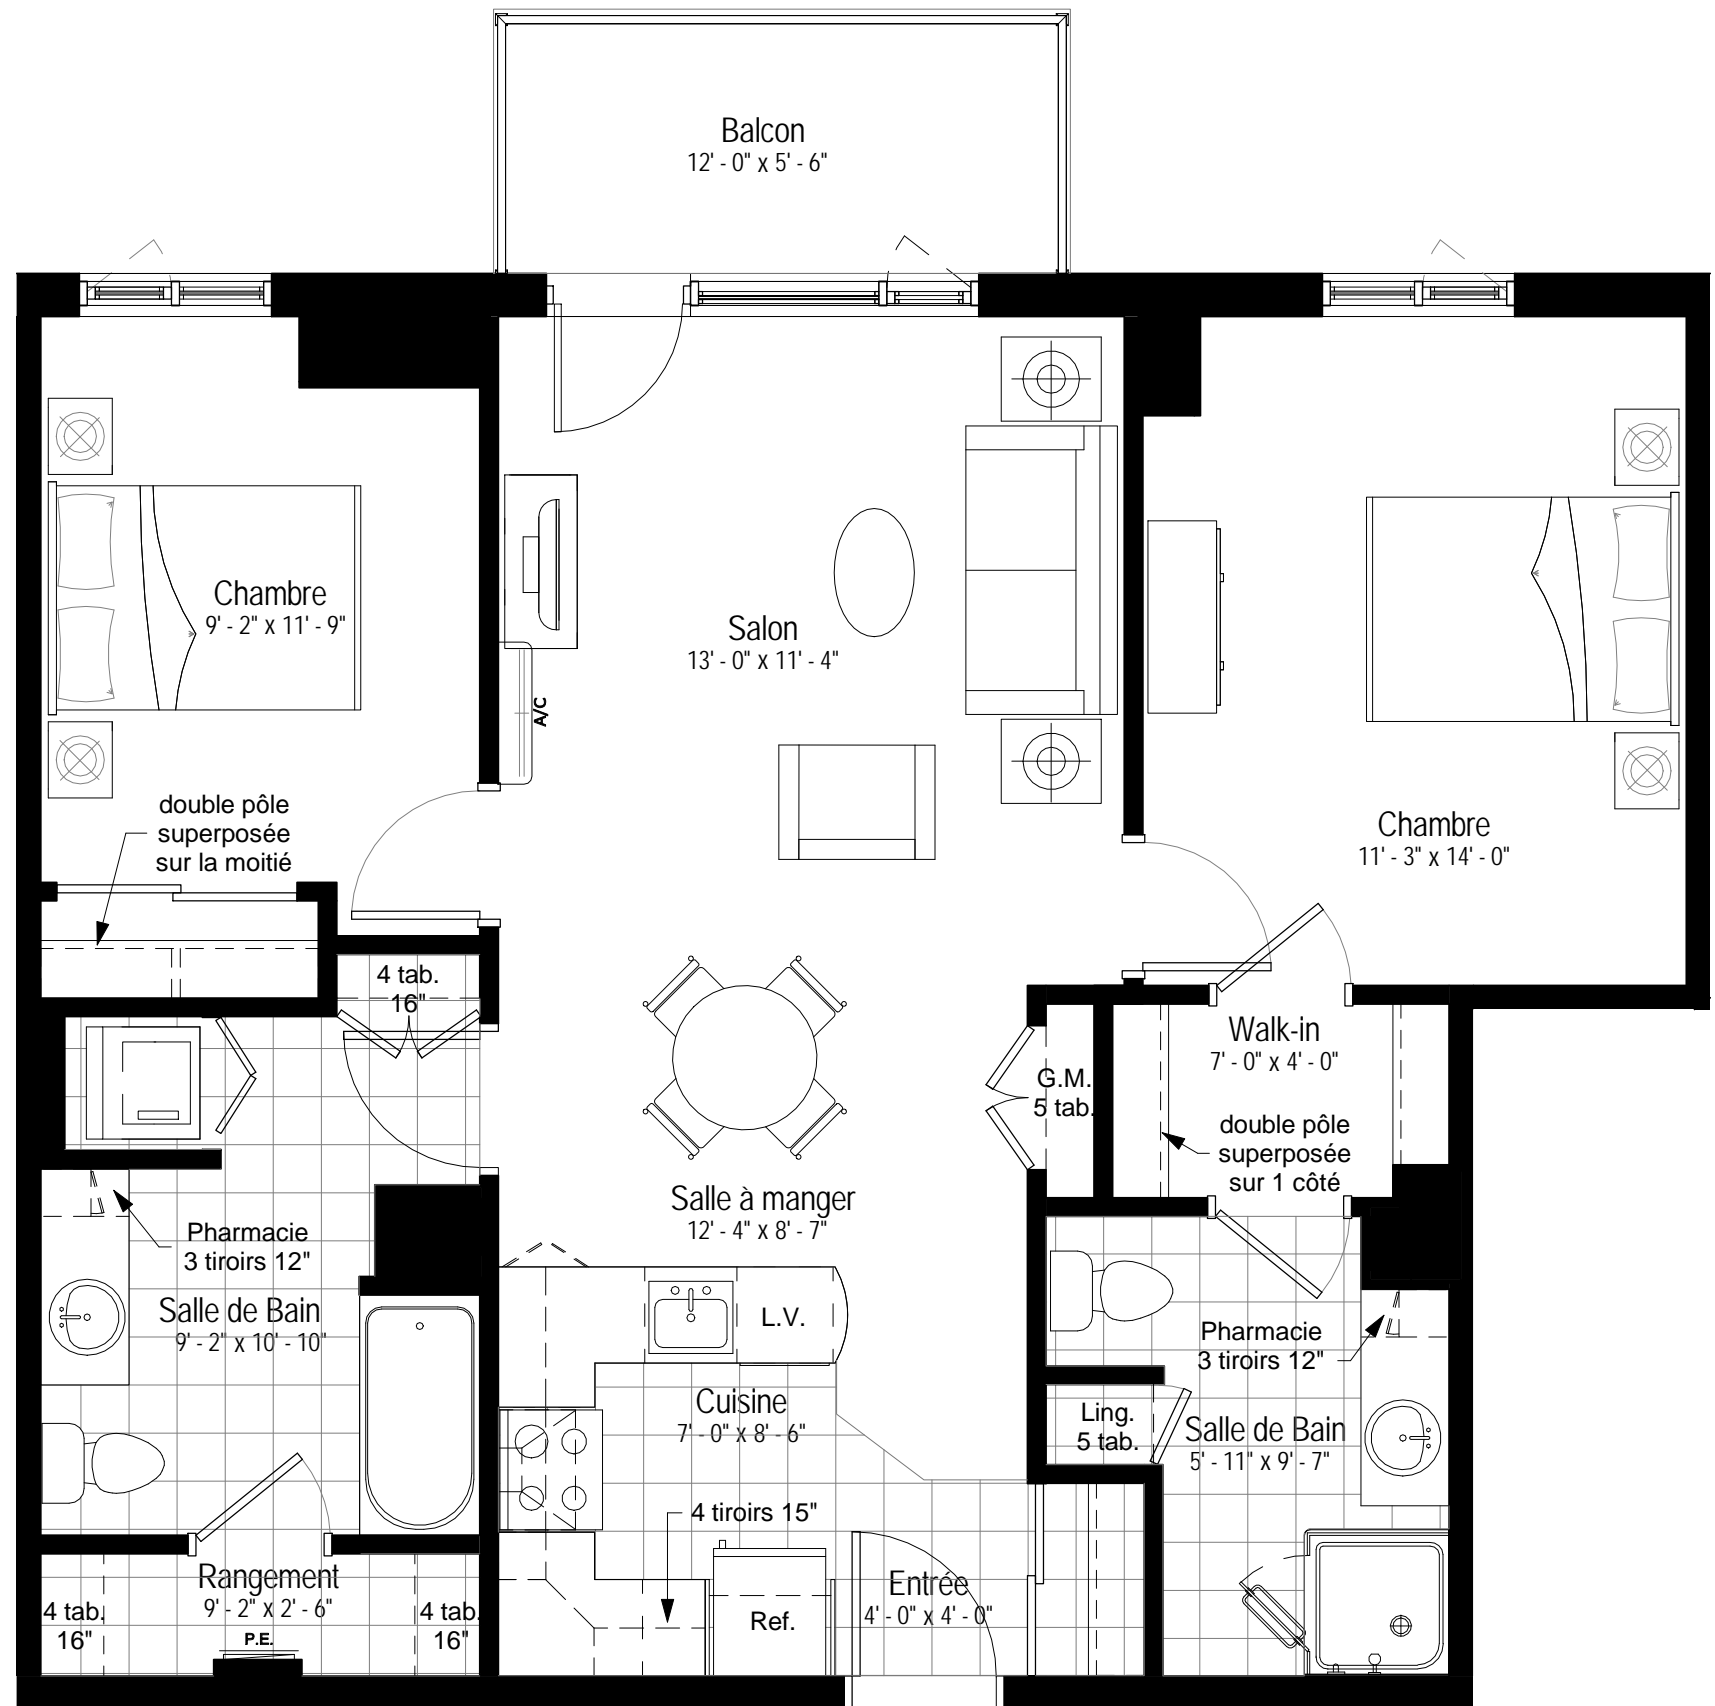 Balcon
12' - 0" x 5' - 6"
Chambre
9' - 2" x 11' - 9"
Salon
13' - 0" x 11' - 4"
A/C
double pôle
superposée
sur la moitié
Chambre
11' - 3" x 14' - 0"
4 tab.
16"
Walk-in
7' - 0" x 4' - 0"
G.M.
5 tab.
double pôle
superposée
sur 1 côté
Salle à manger
12' - 4" x 8' - 7"
Pharmacie
3 tiroirs 12"
Salle de Bain
9' - 2" x 10' - 10"
L.V.
Pharmacie
3 tiroirs 12"
Cuisine
7' - 0" x 8' - 6"
Ling.
5 tab.
Salle de Bain
5' - 11" x 9' - 7"
4 tiroirs 15"
Rangement
9' - 2" x 2' - 6"
4 tab.
16"
P.E.
4 tab.
16"
Ref.
Entrée
4' - 0" x 4' - 0"